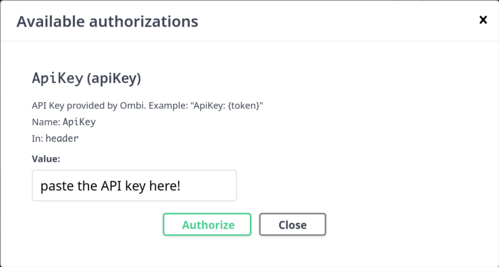 Available authorizations
×
ApiKey (apiKey)
API Key provided by Ombi. Example: "ApiKey: {token}"
Name: ApiKey
In: header
Value:
paste the API key here!
Authorize
Close